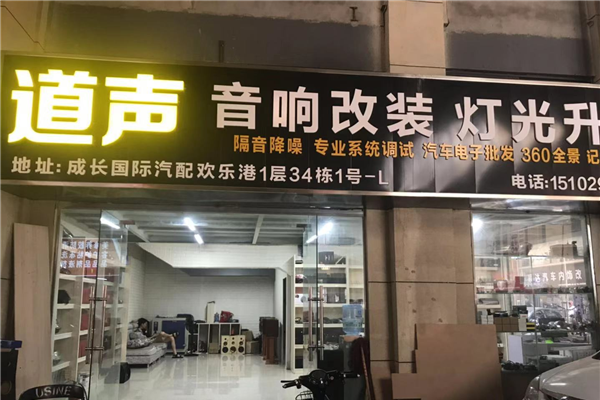 道声 音响改装 灯光升
隔音降噪 专业系统调试 汽车电子批发 360全景 记
地址:成长国际汽配欢乐港1层34栋1号-L 电话:15102
USINE